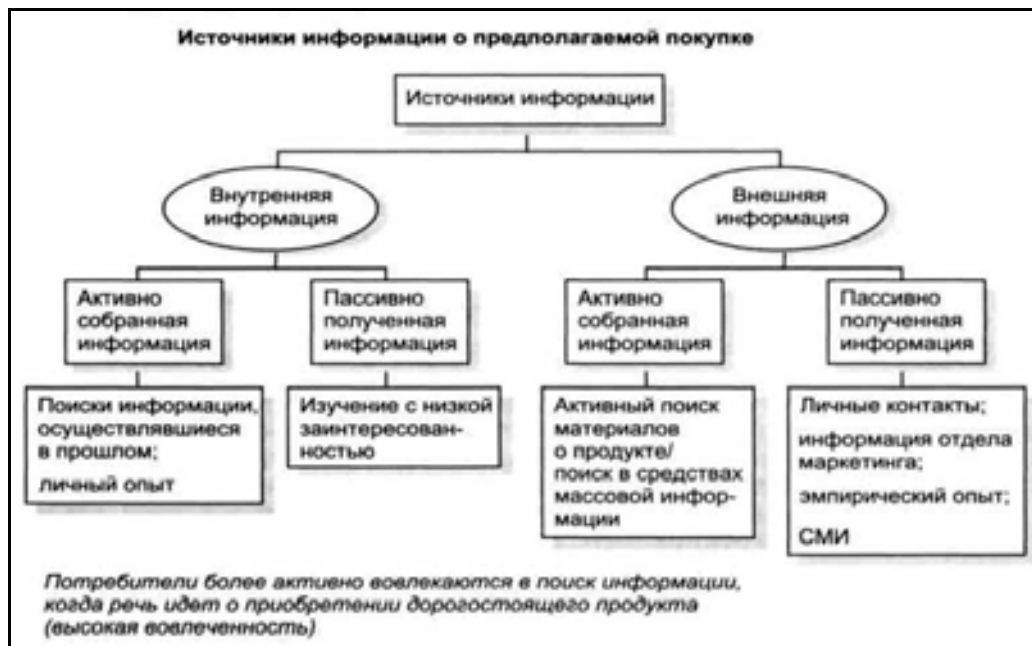 Источники информации о предполагаемой покупке
Источники информации
Внутренняя
информация
Внешняя
информация
Активно
собранная
информация
Пассивно
полученная
информация
Активно
собранная
информация
Пассивно
полученная
информация
Поиски информации,
осуществлявшиеся
в прошлом;
личный опыт
Изучение с низкой
заинтересован-
ностью
Активный поиск
материалов
о продукте/
поиск в средствах
массовой инфор-
мации
Личные контакты;
информация отдела
маркетинга;
эмпирический опыт;
СМИ
Потребители более активно вовлекаются в поиск информации,
когда речь идет о приобретении дорогостоящего продукта
(высокая вовлеченность)